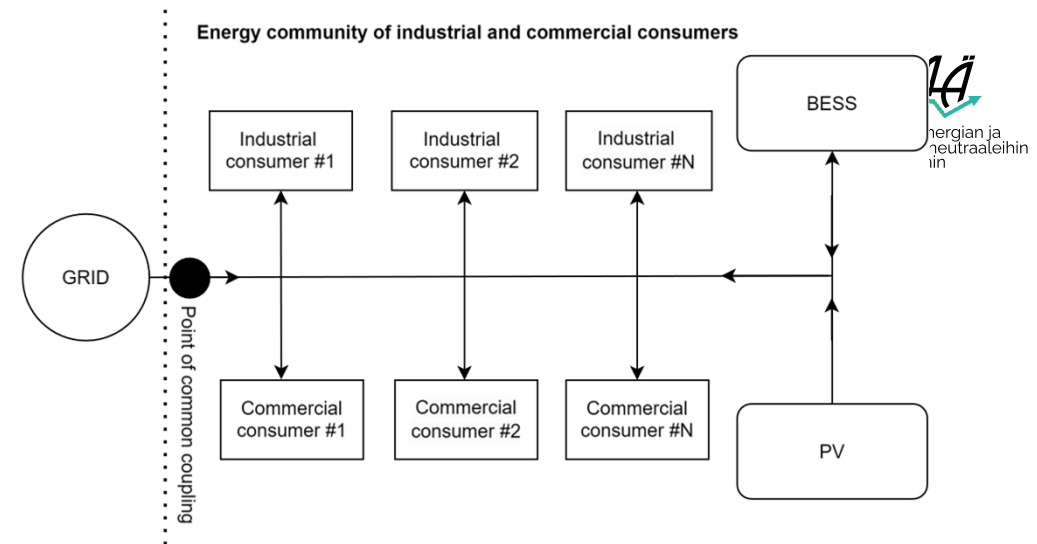 Energy community of industrial and commercial consumers
BESS
nergian ja
neutraaleihin
in
Industrial
consumer #1
Industrial
consumer #2
Industrial
consumer #N
GRID
Point of common coupling
Commercial
consumer #1
Commercial
consumer #2
Commercial
consumer #N
PV